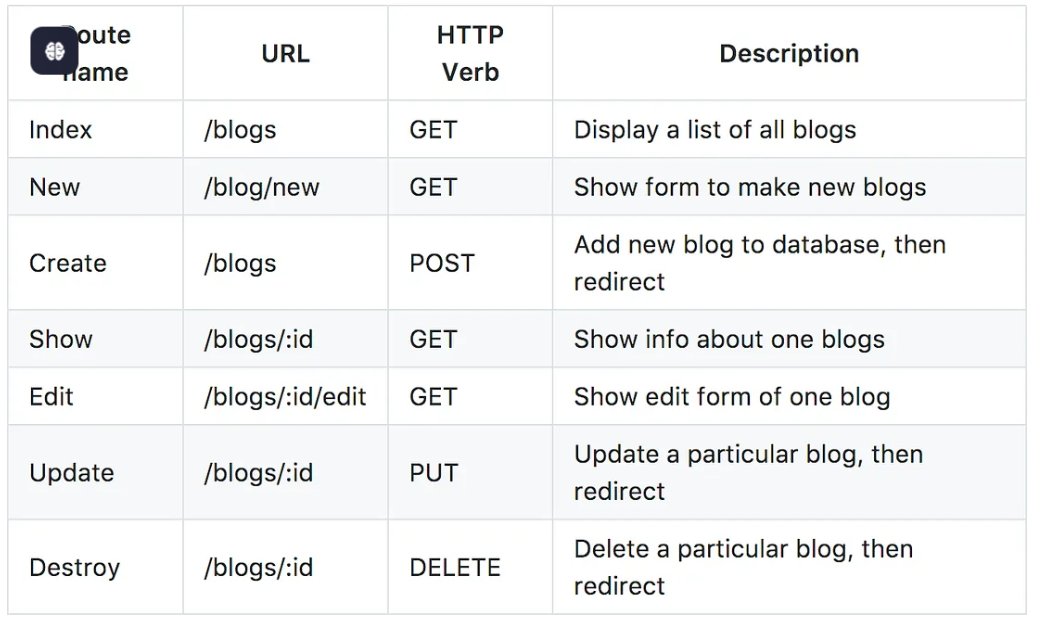 oute name URL HTTP Verb Description
Index /blogs GET Display a list of all blogs
New /blog/new GET Show form to make new blogs
Create /blogs POST Add new blog to database, then redirect
Show /blogs/:id GET Show info about one blogs
Edit /blogs/:id/edit GET Show edit form of one blog
Update /blogs/:id PUT Update a particular blog, then redirect
Destroy /blogs/:id DELETE Delete a particular blog, then redirect